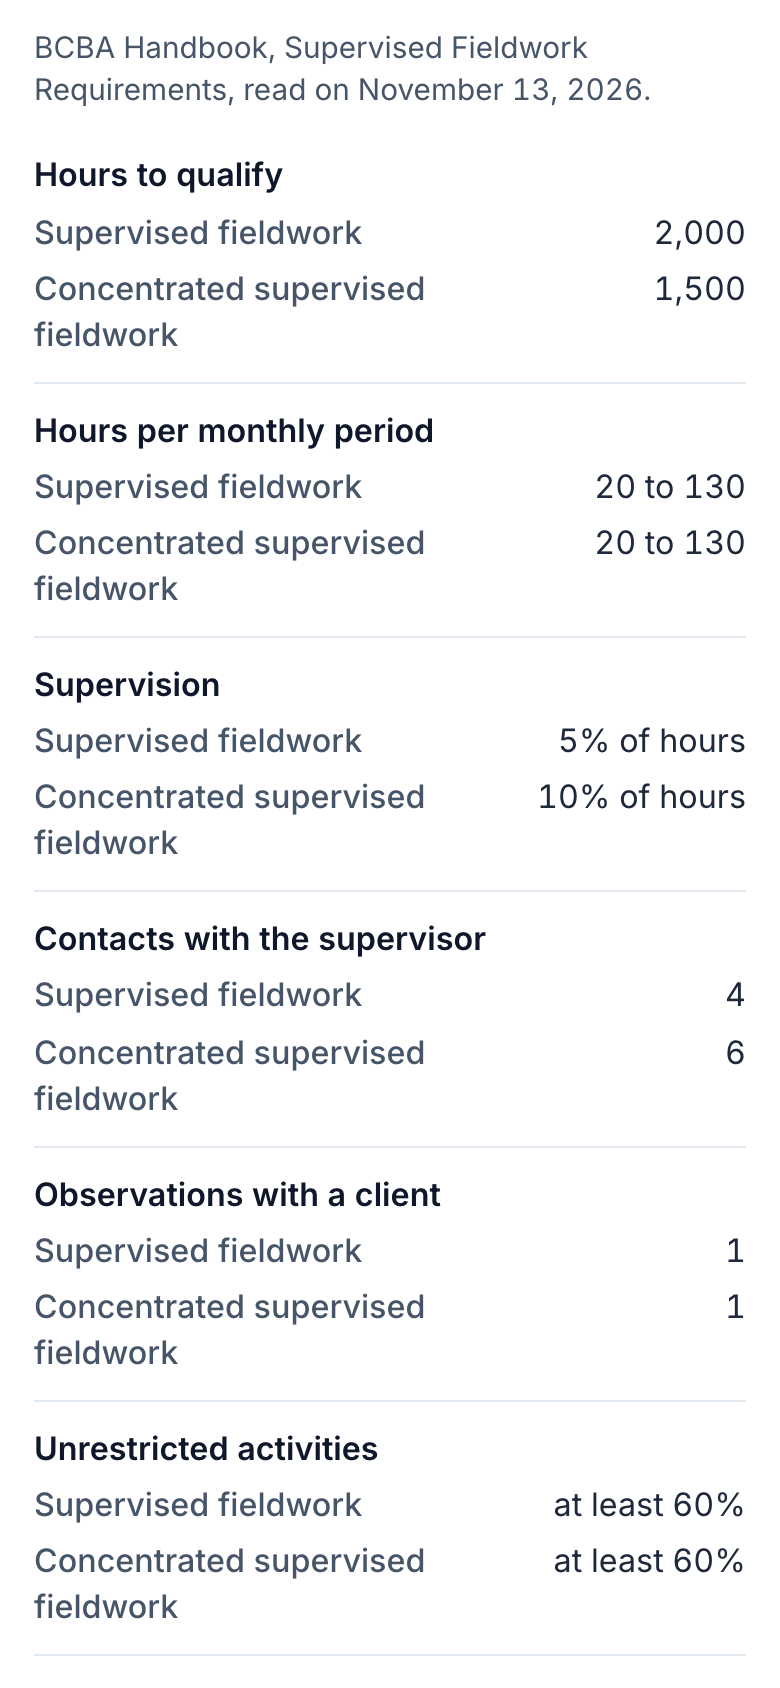 BCBA Handbook, Supervised Fieldwork
Requirements, read on November 13, 2026.
Hours to qualify
Supervised fieldwork 2,000
Concentrated supervised 1,500
fieldwork
Hours per monthly period
Supervised fieldwork 20 to 130
Concentrated supervised 20 to 130
fieldwork
Supervision
Supervised fieldwork 5% of hours
Concentrated supervised 10% of hours
fieldwork
Contacts with the supervisor
Supervised fieldwork 4
Concentrated supervised 6
fieldwork
Observations with a client
Supervised fieldwork 1
Concentrated supervised 1
fieldwork
Unrestricted activities
Supervised fieldwork at least 60%
Concentrated supervised at least 60%
fieldwork